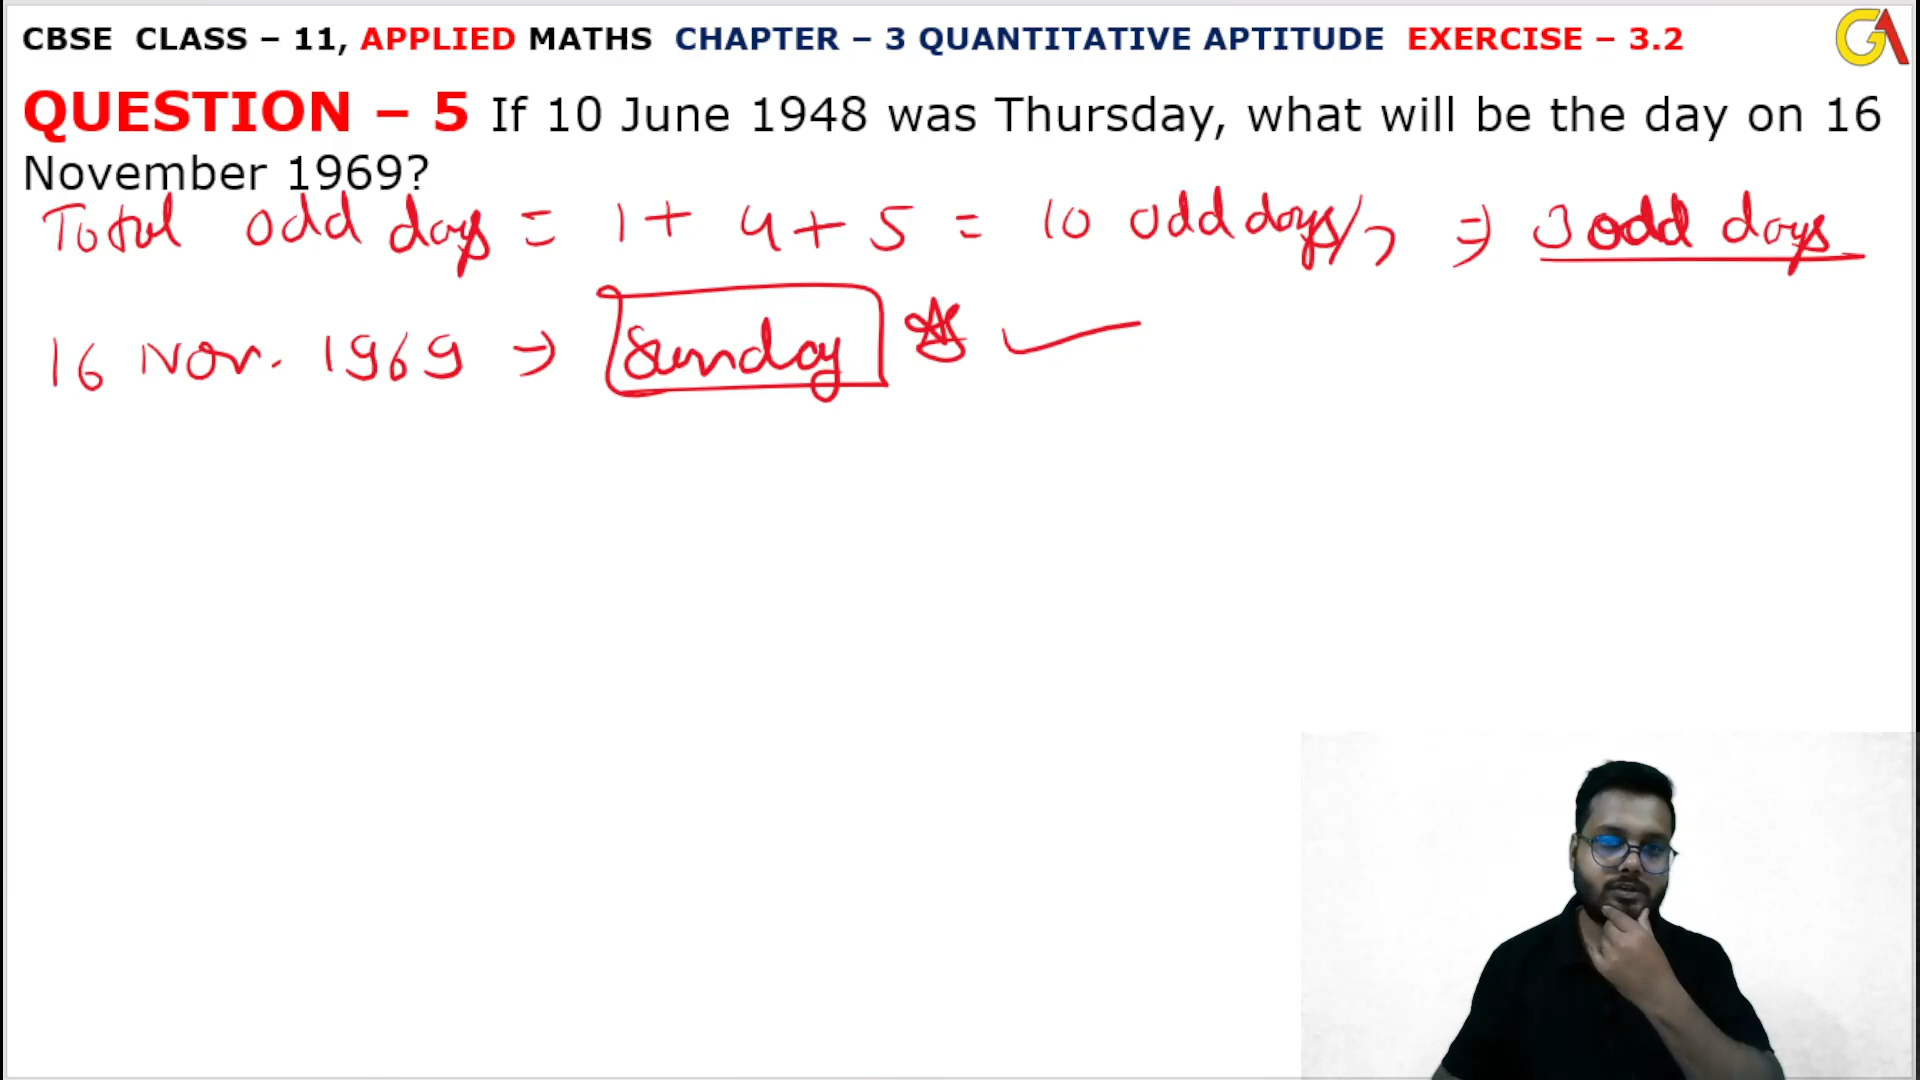 CBSE CLASS – 11, APPLIED MATHS CHAPTER – 3 QUANTITATIVE APTITUDE EXERCISE – 3.2
GA
QUESTION – 5 If 10 June 1948 was Thursday, what will be the day on 16
November 1969?
Total odd days = 1 + 4 + 5 = 10 odd days/7 ⇒ 3 odd days
16 Nov. 1969 ⇒ Sunday